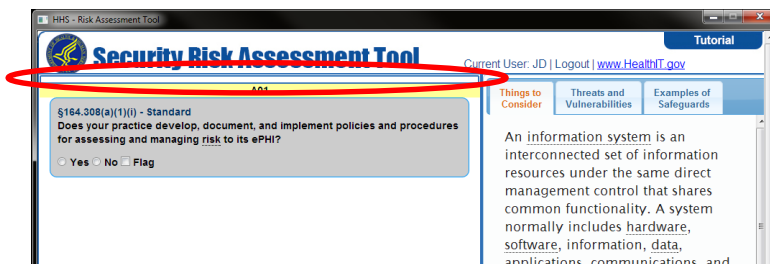 HHS - Risk Assessment Tool
Security Risk Assessment Tool
Tutorial
Current User: JD | Logout | www.HealthIT.gov
A01
§164.308(a)(1)(i) - Standard
Does your practice develop, document, and implement policies and procedures
for assessing and managing risk to its ePHI?
Yes No Flag
Things to
Consider
Threats and
Vulnerabilities
Examples of
Safeguards
An information system is an
interconnected set of information
resources under the same direct
management control that shares
common functionality. A system
normally includes hardware,
software, information, data,
applications, communications, and